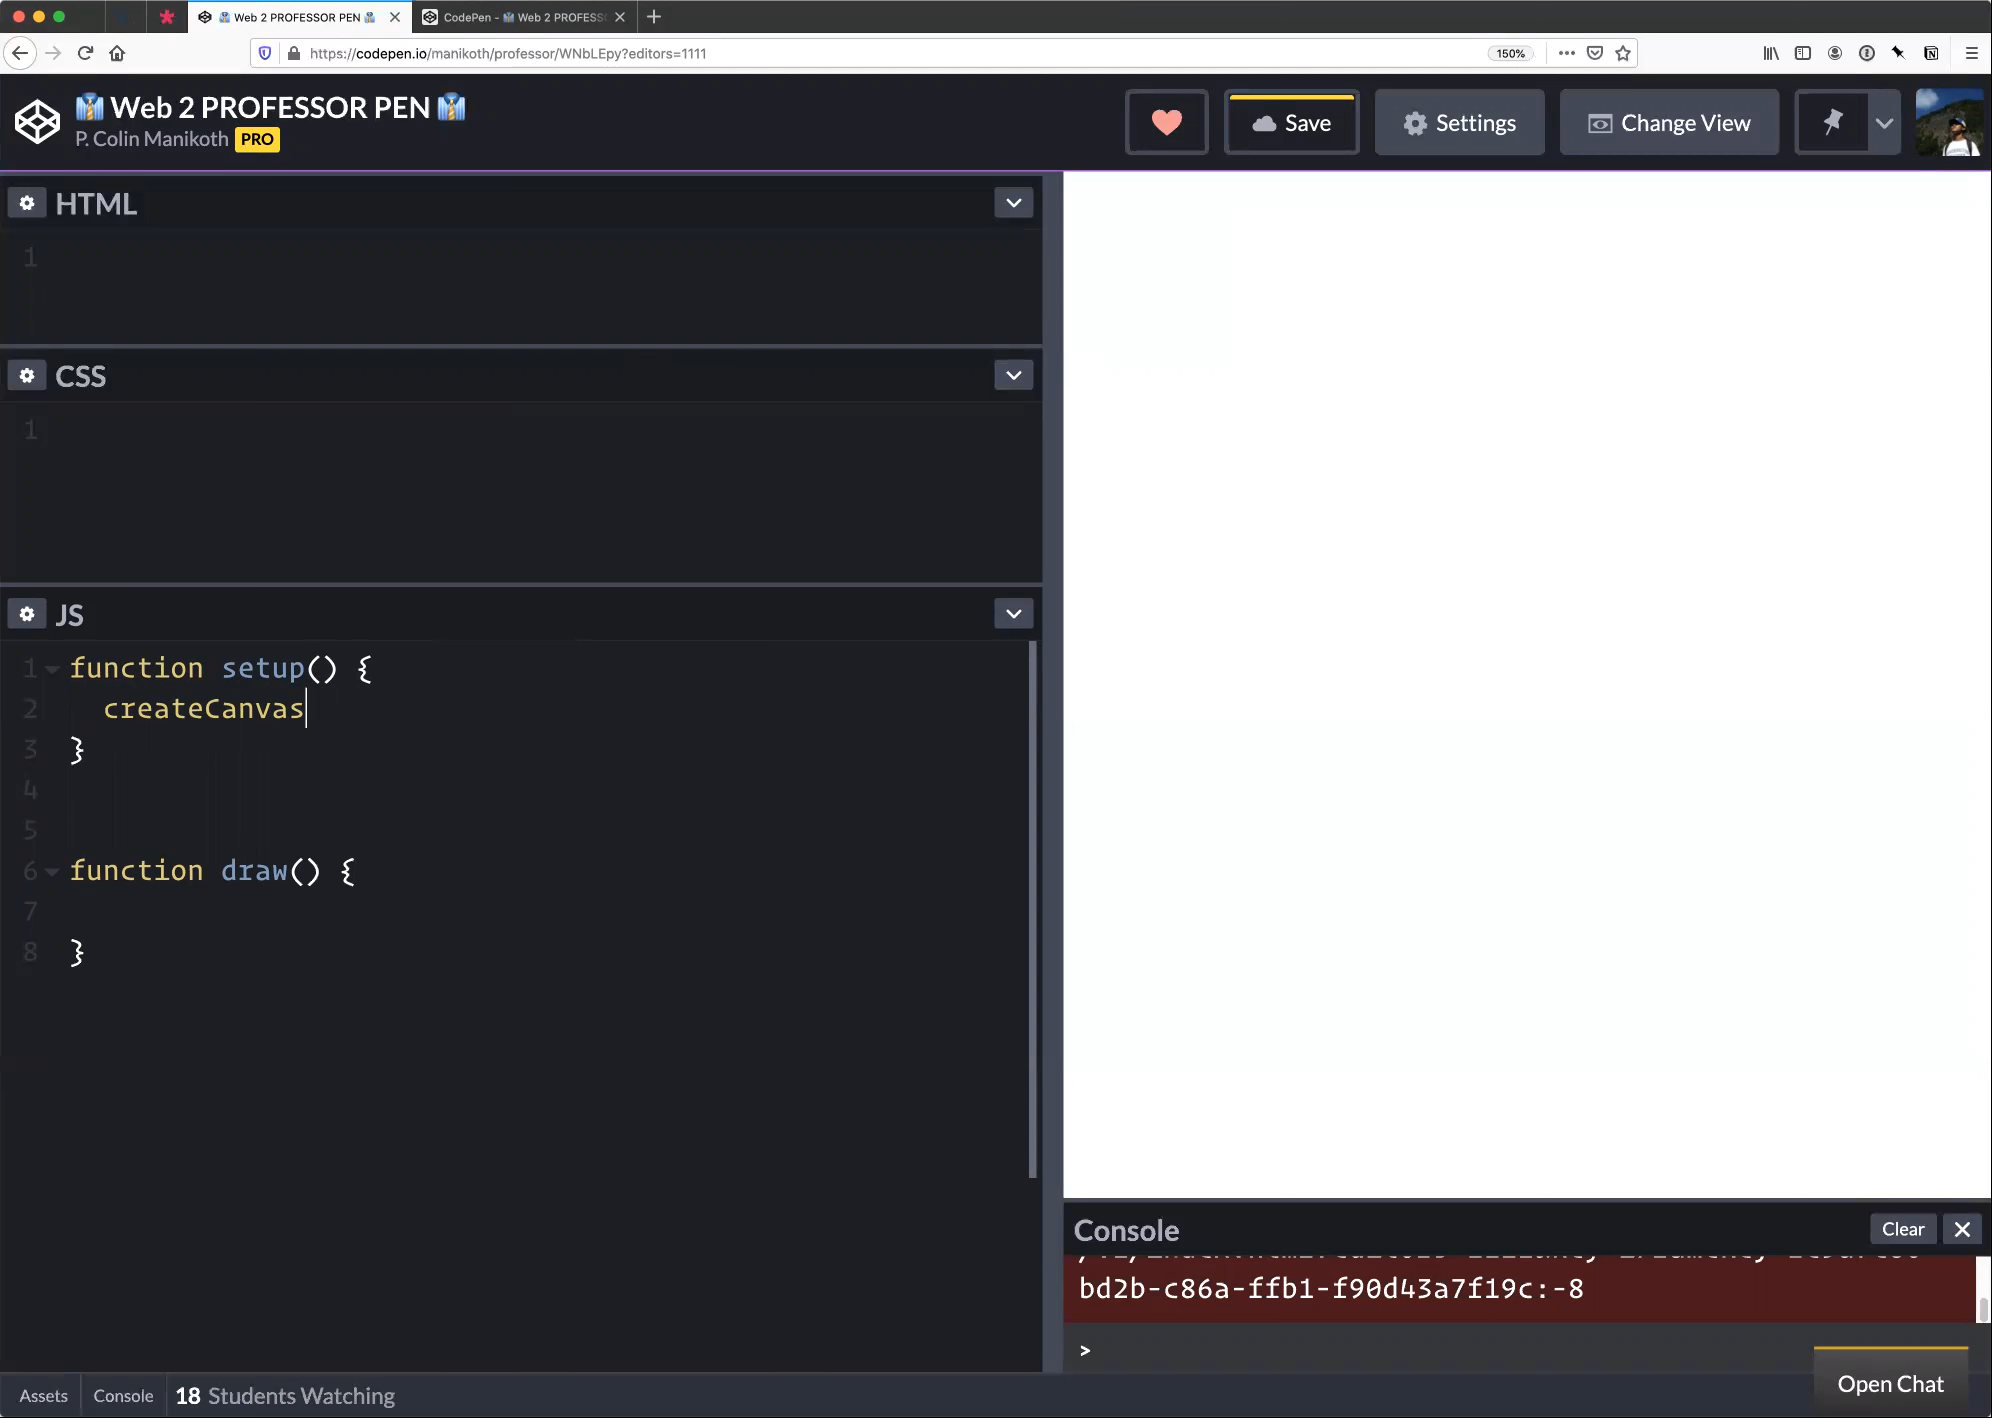 Web 2 PROFESSOR PEN
CodePen - Web 2 PROFESS
https://codepen.io/manikoth/professor/WNbLEpy?editors=1111
150%
Web 2 PROFESSOR PEN
P. Colin Manikoth PRO
Save
Settings
Change View
HTML
1
CSS
1
JS
1 function setup() {
2 createCanvas
3 }
4
5
6 function draw() {
7
8 }
Console
Clear
bd2b-c86a-ffb1-f90d43a7f19c:-8
>
Assets
Console
18 Students Watching
Open Chat